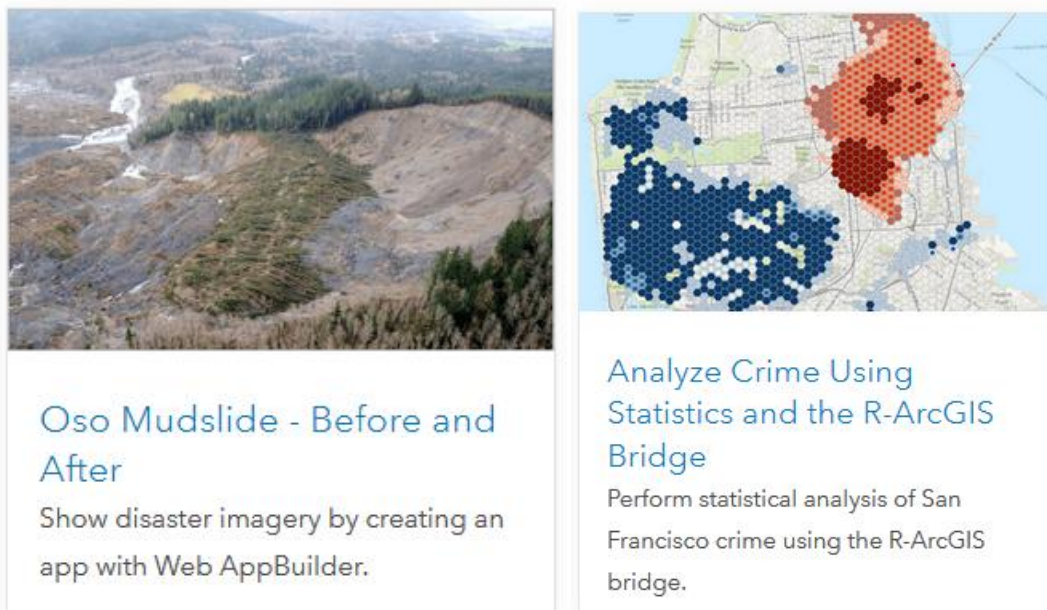 Oso Mudslide - Before and
After
Show disaster imagery by creating an
app with Web AppBuilder.
Analyze Crime Using
Statistics and the R-ArcGIS
Bridge
Perform statistical analysis of San
Francisco crime using the R-ArcGIS
bridge.